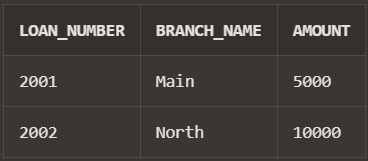 LOAN_NUMBER BRANCH_NAME AMOUNT
2001 Main 5000
2002 North 10000